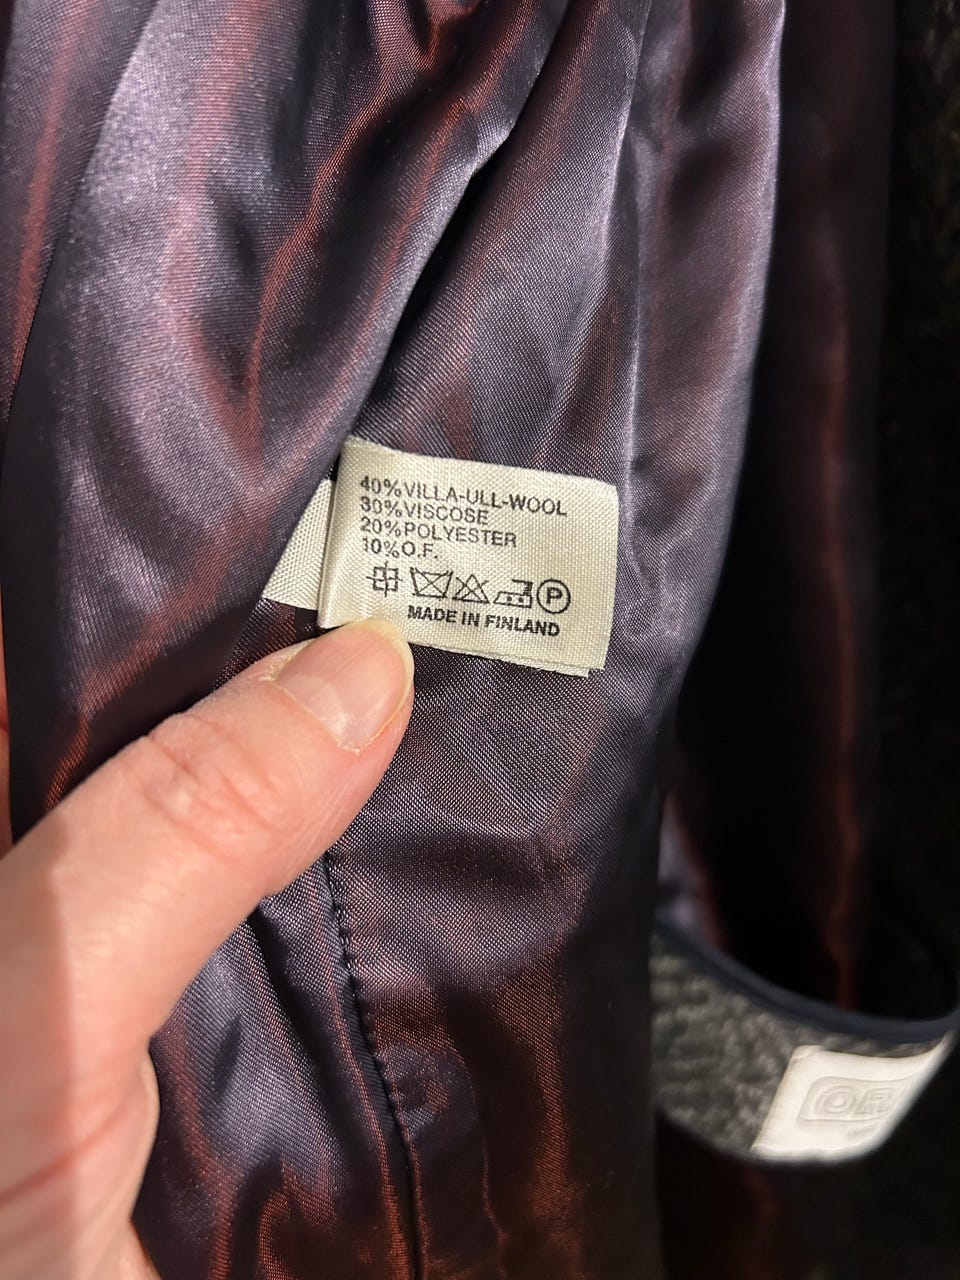 40%VILLA-ULL-WOOL
30%VISCOSE
20%POLYESTER
10%O.F.
P
MADE IN FINLAND